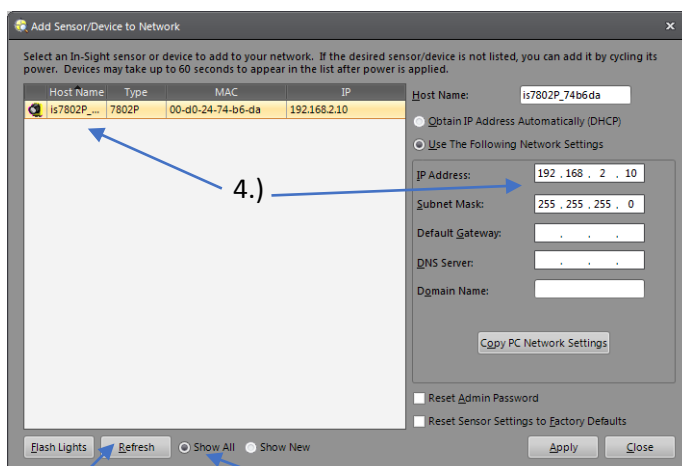 Add Sensor/Device to Network
Select an In-Sight sensor or device to add to your network. If the desired sensor/device is not listed, you can add it by cycling its
power. Devices may take up to 60 seconds to appear in the list after power is applied.
Host Name Type MAC IP
is7802P_... 7802P 00-d0-24-74-b6-da 192.168.2.10
4.)
Host Name: is7802P_74b6da
Obtain IP Address Automatically (DHCP)
Use The Following Network Settings
IP Address: 192 . 168 . 2 . 10
Subnet Mask: 255 . 255 . 255 . 0
Default Gateway: . . .
DNS Server: . . .
Domain Name:
Copy PC Network Settings
Reset Admin Password
Reset Sensor Settings to Factory Defaults
Flash Lights Refresh Show All Show New Apply Close